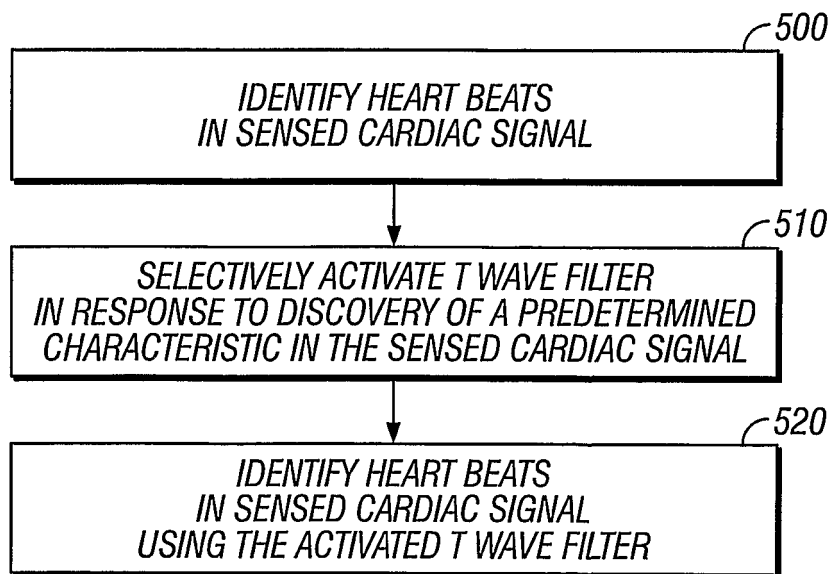 500
IDENTIFY HEART BEATS
IN SENSED CARDIAC SIGNAL
510
SELECTIVELY ACTIVATE T WAVE FILTER
IN RESPONSE TO DISCOVERY OF A PREDETERMINED
CHARACTERISTIC IN THE SENSED CARDIAC SIGNAL
520
IDENTIFY HEART BEATS
IN SENSED CARDIAC SIGNAL
USING THE ACTIVATED T WAVE FILTER